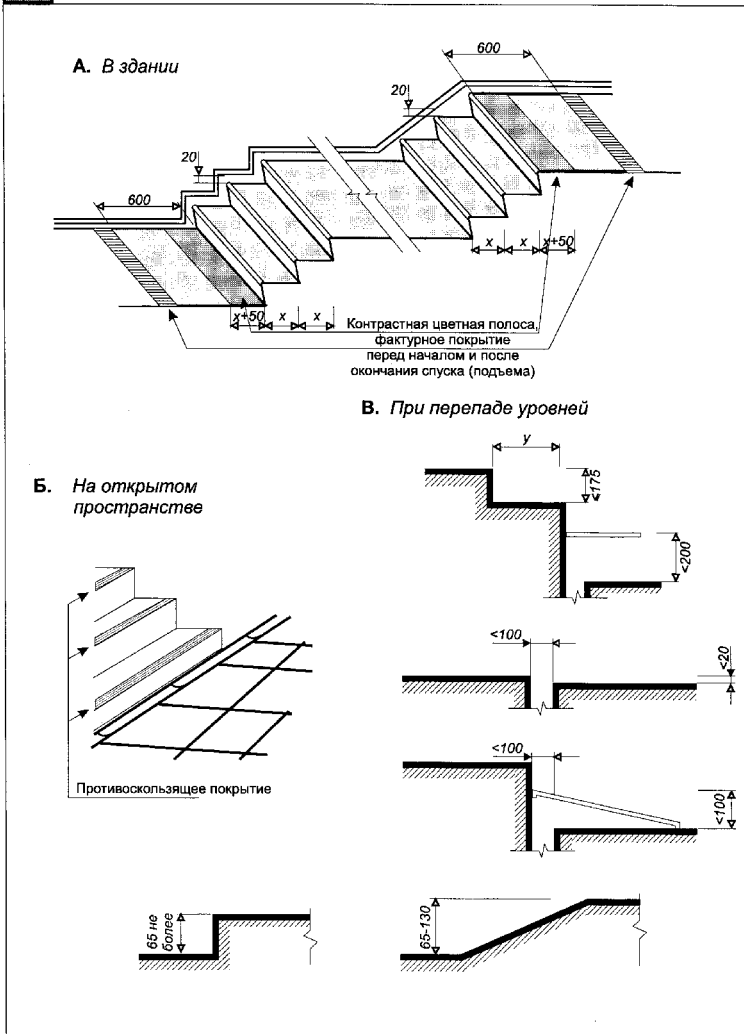 А. В здании
600
20
20
600
х х х+50
х+50 х х
Контрастная цветная полоса,
фактурное покрытие
перед началом и после
окончания спуска (подъема)
В. При перепаде уровней
у
<175
Б. На открытом
пространстве
<200
<100
<20
<100
<100
Противоскользящее покрытие
65 не
более
65-130